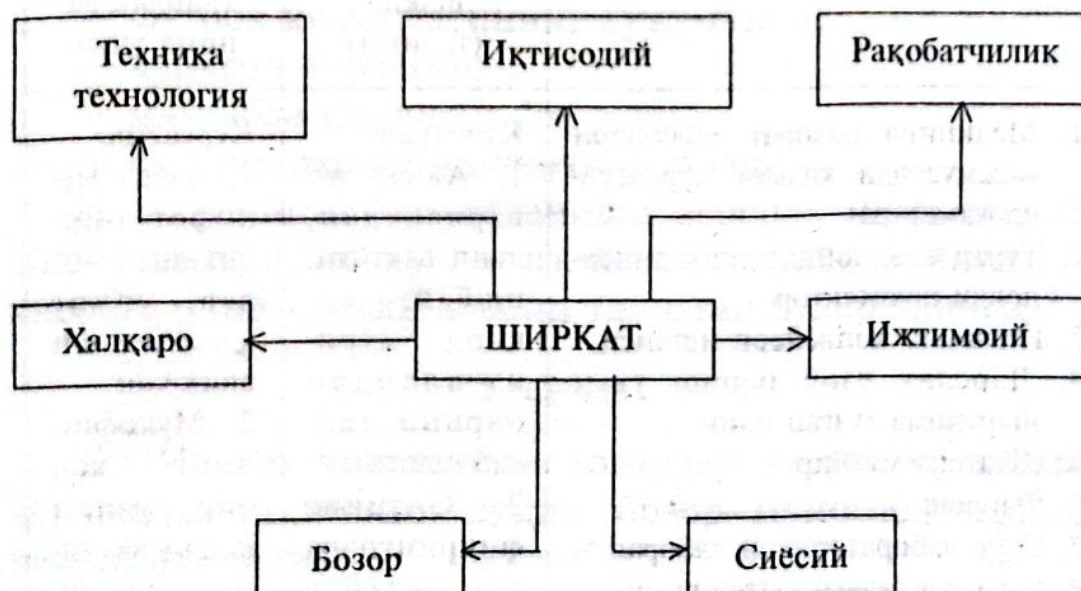 Техника
технология
Иқтисодий
Рақобатчилик
Халқаро
ШИРКАТ
Ижтимоий
Бозор
Сиёсий